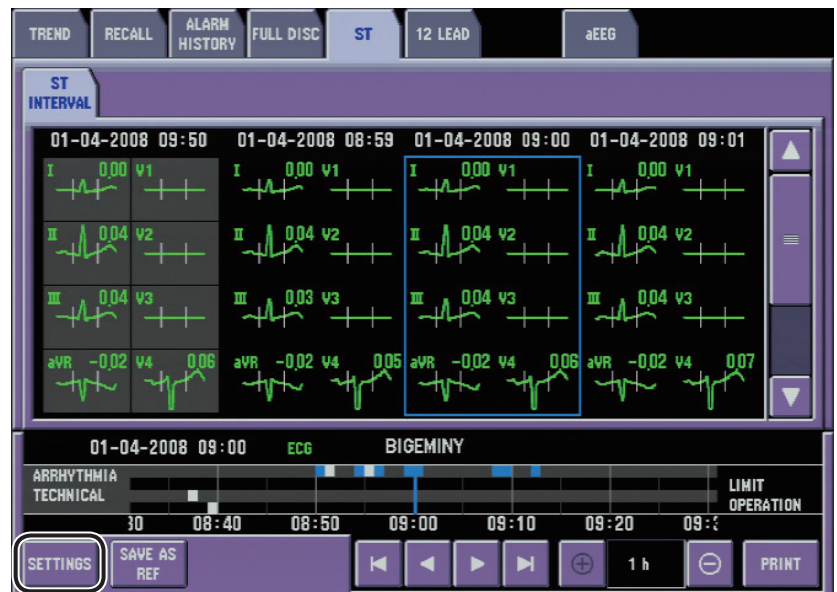 TREND RECALL ALARM HISTORY FULL DISC ST 12 LEAD aEEG
ST INTERVAL
01-04-2008 09:50 01-04-2008 08:59 01-04-2008 09:00 01-04-2008 09:01
I 0.00 V1 I 0.00 V1 I 0.00 V1 I 0.00 V1
II 0.04 V2 II 0.04 V2 II 0.04 V2 II 0.04 V2
III 0.04 V3 III 0.03 V3 III 0.04 V3 III 0.04 V3
aVR -0.02 V4 0.06 aVR -0.02 V4 0.05 aVR -0.02 V4 0.06 aVR -0.02 V4 0.07
01-04-2008 09:00 ECG BIGEMINY
ARRHYTHMIA
TECHNICAL
LIMIT
OPERATION
08:40 08:50 09:00 09:10 09:20
SETTINGS SAVE AS REF 1 h PRINT